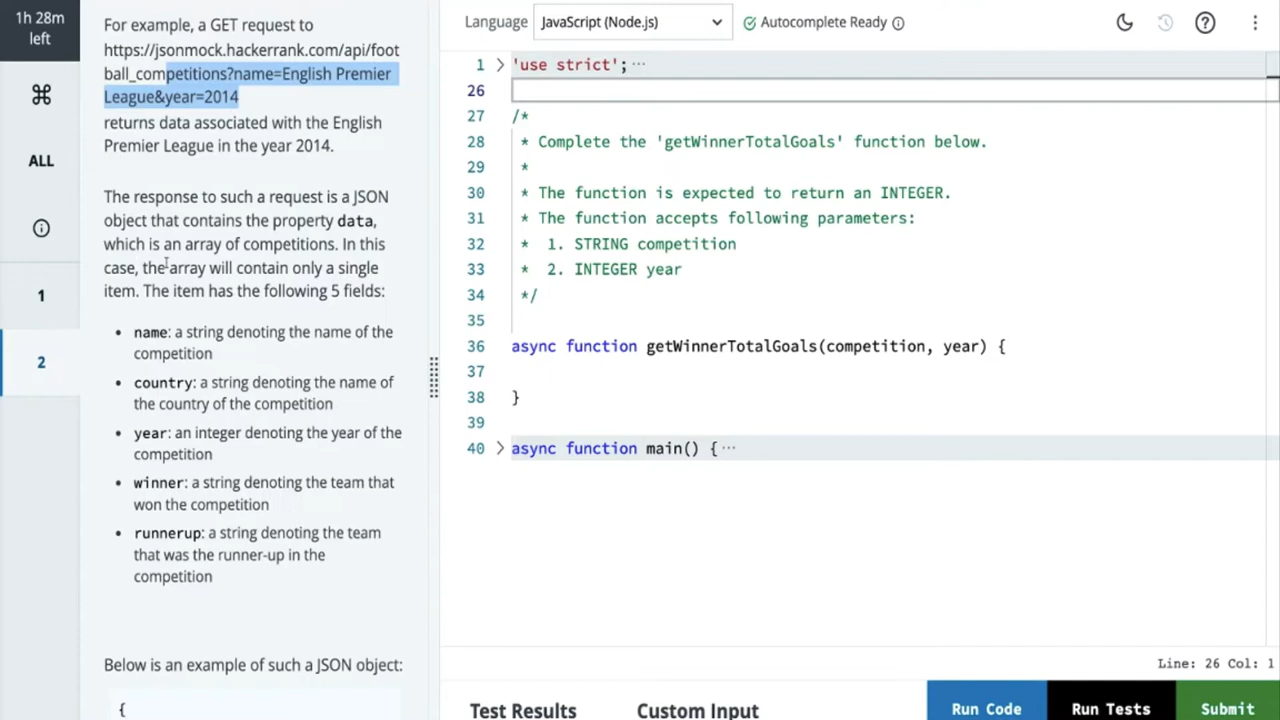 1h 28m
left
ALL
1
2
For example, a GET request to
https://jsonmock.hackerrank.com/api/foot
ball_competitions?name=English Premier
League&year=2014
returns data associated with the English
Premier League in the year 2014.
The response to such a request is a JSON
object that contains the property data,
which is an array of competitions. In this
case, the array will contain only a single
item. The item has the following 5 fields:
• name: a string denoting the name of the
competition
• country: a string denoting the name of
the country of the competition
• year: an integer denoting the year of the
competition
• winner: a string denoting the team that
won the competition
• runnerup: a string denoting the team
that was the runner-up in the
competition
Below is an example of such a JSON object:
{
Language JavaScript (Node.js) Autocomplete Ready
1 'use strict'; ···
26
27 /*
28 * Complete the 'getWinnerTotalGoals' function below.
29 *
30 * The function is expected to return an INTEGER.
31 * The function accepts following parameters:
32 * 1. STRING competition
33 * 2. INTEGER year
34 */
35
36 async function getWinnerTotalGoals(competition, year) {
37
38 }
39
40 async function main() { ···
Line: 26 Col: 1
Test Results Custom Input Run Code Run Tests Submit